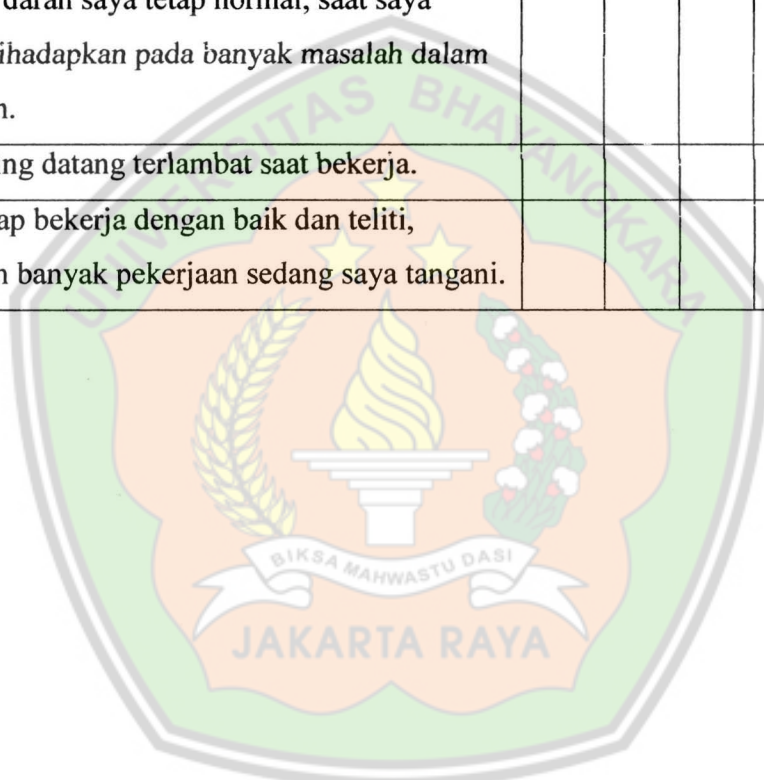 darah saya tetap normal, saat saya
ihadapkan pada banyak masalah dalam
n.
ng datang terlambat saat bekerja.
ap bekerja dengan baik dan teliti,
n banyak pekerjaan sedang saya tangani.
UNIVERSITAS BHAYANGKARA
BIKSA MAHWASTU DASI
JAKARTA RAYA